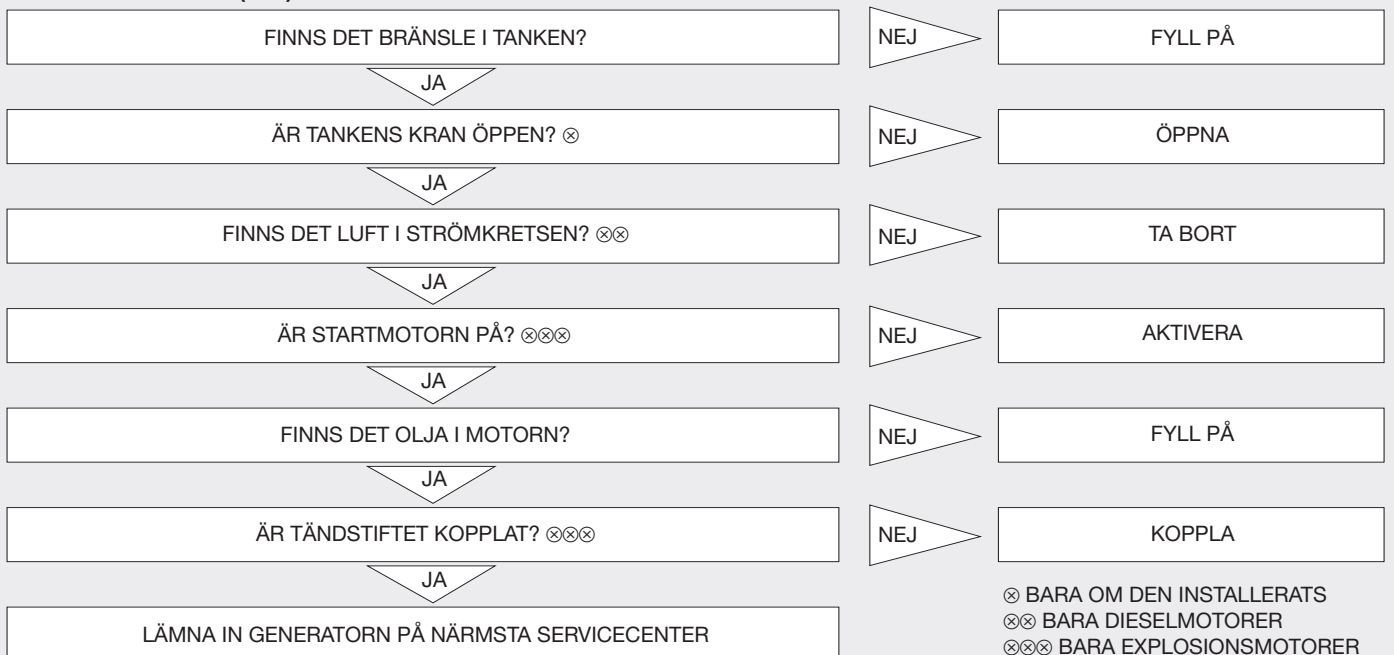 FINNS DET BRÄNSLE I TANKEN?
NEJ
FYLL PÅ
JA
ÄR TANKENS KRAN ÖPPEN? ⊗
NEJ
ÖPPNA
JA
FINNS DET LUFT I STRÖMKRETSEN? ⊗⊗
NEJ
TA BORT
JA
ÄR STARTMOTORN PÅ? ⊗⊗⊗
NEJ
AKTIVERA
JA
FINNS DET OLJA I MOTORN?
NEJ
FYLL PÅ
JA
ÄR TÄNDSTIFTET KOPPLAT? ⊗⊗⊗
NEJ
KOPPLA
JA
LÄMNA IN GENERATORN PÅ NÄRMSTA SERVICECENTER
⊗ BARA OM DEN INSTALLERATS
⊗⊗ BARA DIESELMOTORER
⊗⊗⊗ BARA EXPLOSIONSMOTORER